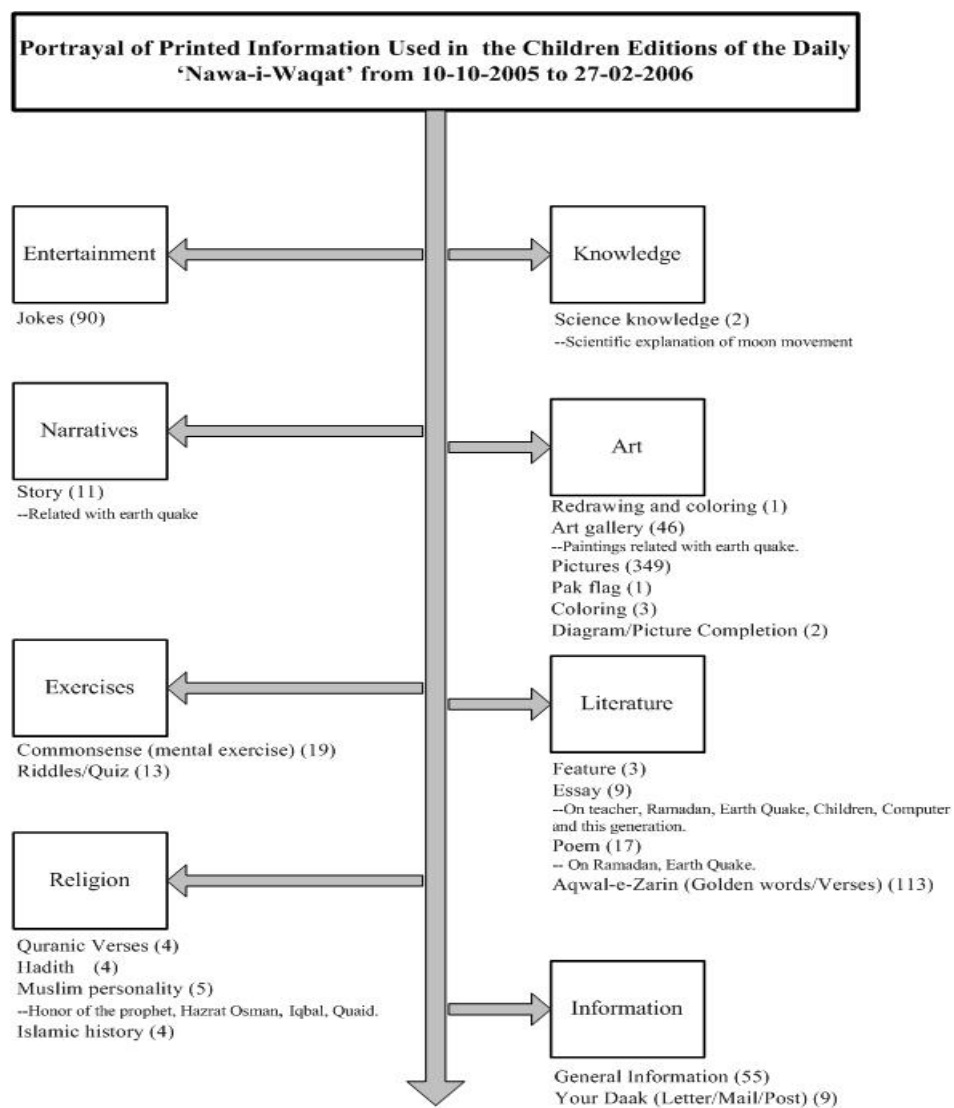 Portrayal of Printed Information Used in the Children Editions of the Daily
‘Nawa-i-Waqat’ from 10-10-2005 to 27-02-2006
Entertainment
Jokes (90)
Knowledge
Science knowledge (2)
--Scientific explanation of moon movement
Narratives
Story (11)
--Related with earth quake
Art
Redrawing and coloring (1)
Art gallery (46)
--Paintings related with earth quake.
Pictures (349)
Pak flag (1)
Coloring (3)
Diagram/Picture Completion (2)
Exercises
Commonsense (mental exercise) (19)
Riddles/Quiz (13)
Literature
Feature (3)
Essay (9)
--On teacher, Ramadan, Earth Quake, Children, Computer
and this generation.
Poem (17)
-- On Ramadan, Earth Quake.
Aqwal-e-Zarin (Golden words/Verses) (113)
Religion
Quranic Verses (4)
Hadith (4)
Muslim personality (5)
--Honor of the prophet, Hazrat Osman, Iqbal, Quaid.
Islamic history (4)
Information
General Information (55)
Your Daak (Letter/Mail/Post) (9)